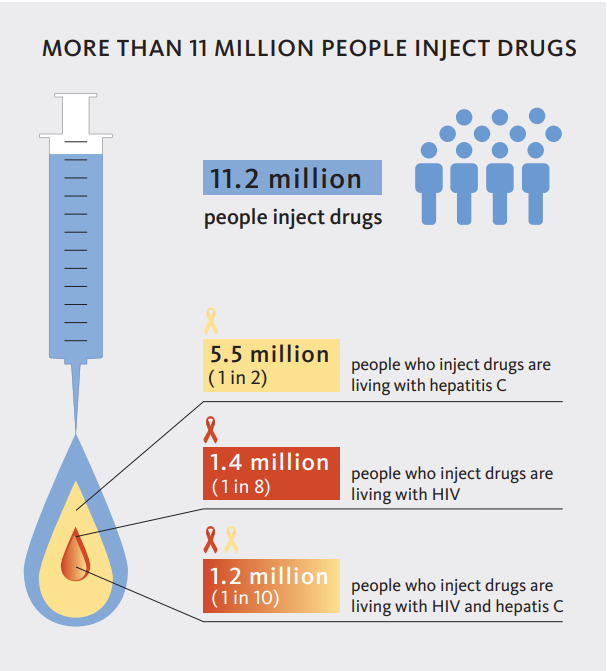 MORE THAN 11 MILLION PEOPLE INJECT DRUGS
11.2 million
people inject drugs
5.5 million
(1 in 2)
people who inject drugs are
living with hepatitis C
1.4 million
(1 in 8)
people who inject drugs are
living with HIV
1.2 million
(1 in 10)
people who inject drugs are
living with HIV and hepatis C